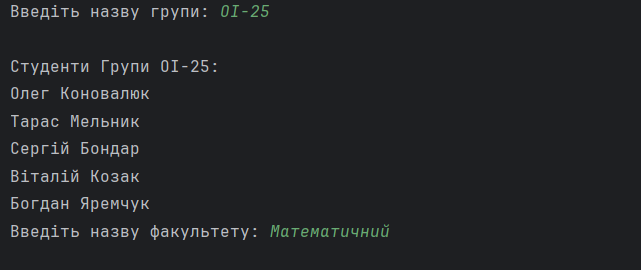 Введіть назву групи: ОІ-25
Студенти Групи ОІ-25:
Олег Коновалюк
Тарас Мельник
Сергій Бондар
Віталій Козак
Богдан Яремчук
Введіть назву факультету: Математичний